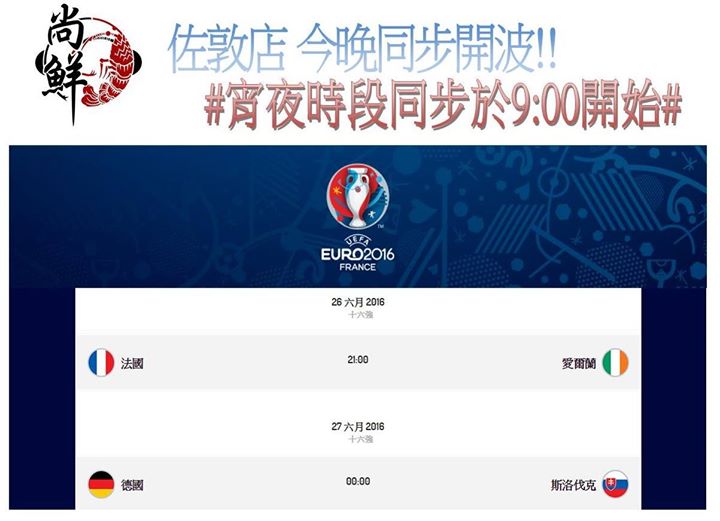 尚鮮
佐敦店 今晚同步開波!!
#宵夜時段同步於9:00開始#
TM
UEFA
EURO2016
FRANCE
26 六月 2016
十六強
法國 21:00 愛爾蘭
27 六月 2016
十六強
德國 00:00 斯洛伐克